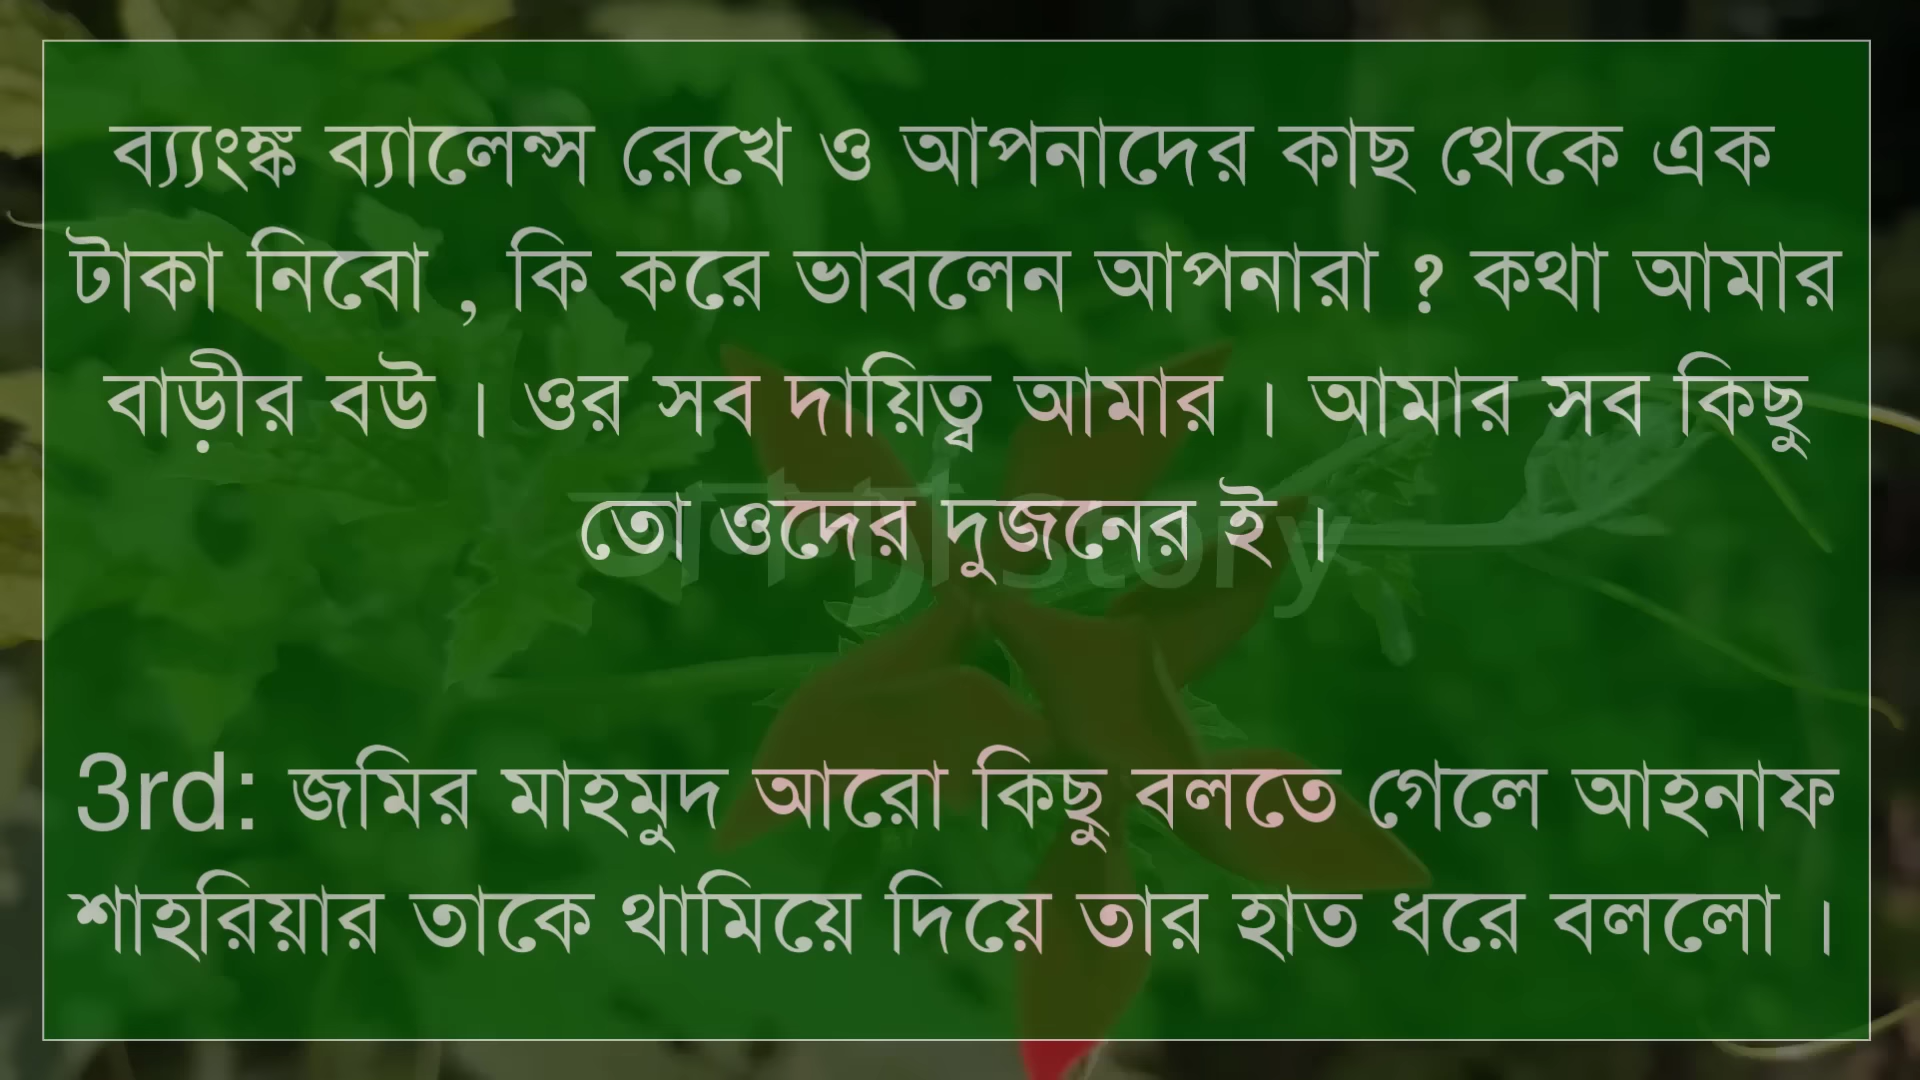 ব্য্যংঙ্ক ব্যালেন্স রেখে ও আপনাদের কাছ থেকে এক
টাকা নিবো , কি করে ভাবলেন আপনারা ? কথা আমার
বাড়ীর বউ । ওর সব দায়িত্ব আমার । আমার সব কিছু
তো ওদের দুজনের ই ।
3rd: জমির মাহমুদ আরো কিছু বলতে গেলে আহনাফ
শাহরিয়ার তাকে থামিয়ে দিয়ে তার হাত ধরে বললো ।